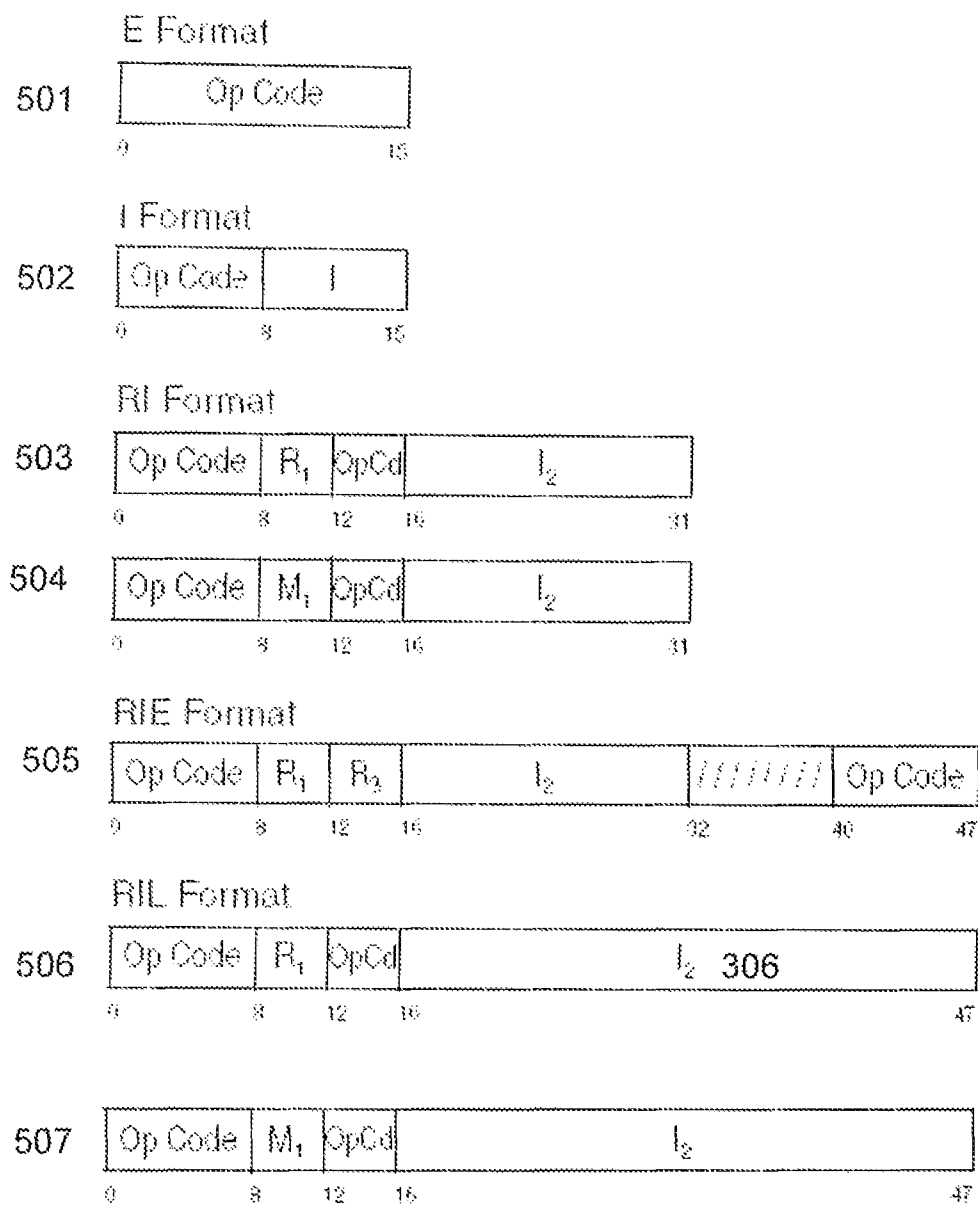 E Format
501 Op Code
0 15
I Format
502 Op Code I
0 8 15
RI Format
503 Op Code R₁ OpCd I₂
0 8 12 16 31
504 Op Code M₁ OpCd I₂
0 8 12 16 31
RIE Format
505 Op Code R₁ R₃ I₂ //////// Op Code
0 8 12 16 32 40 47
RIL Format
506 Op Code R₁ OpCd I₂ 306
0 8 12 16 47
507 Op Code M₁ OpCd I₂
0 8 12 16 47